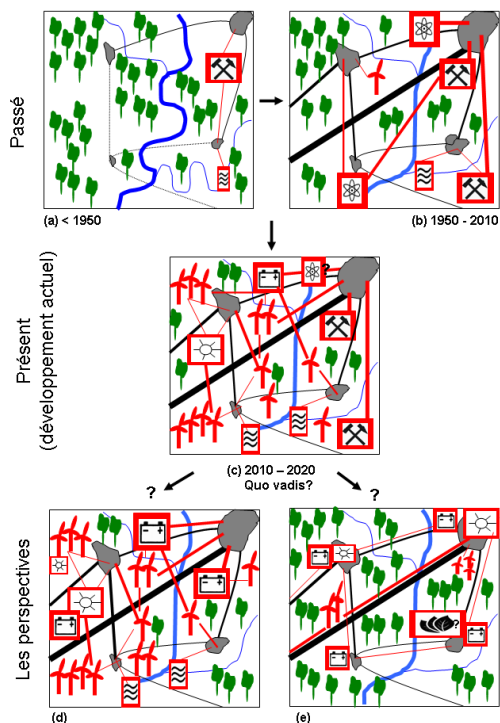 Passé
(a) < 1950
(b) 1950 - 2010
Présent
(développement actuel)
?
(c) 2010 – 2020
Quo vadis?
?
?
Les perspectives
?
(d)
(e)